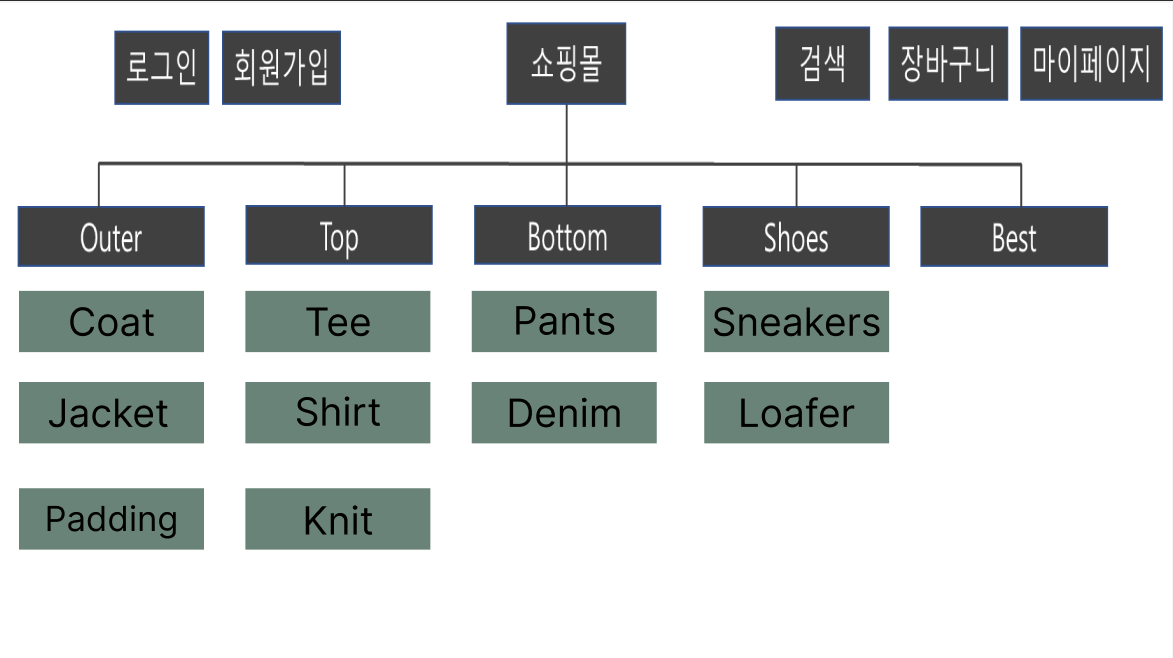 로그인
회원가입
쇼핑몰
검색
장바구니
마이페이지
Outer
Top
Bottom
Shoes
Best
Coat
Tee
Pants
Sneakers
Jacket
Shirt
Denim
Loafer
Padding
Knit